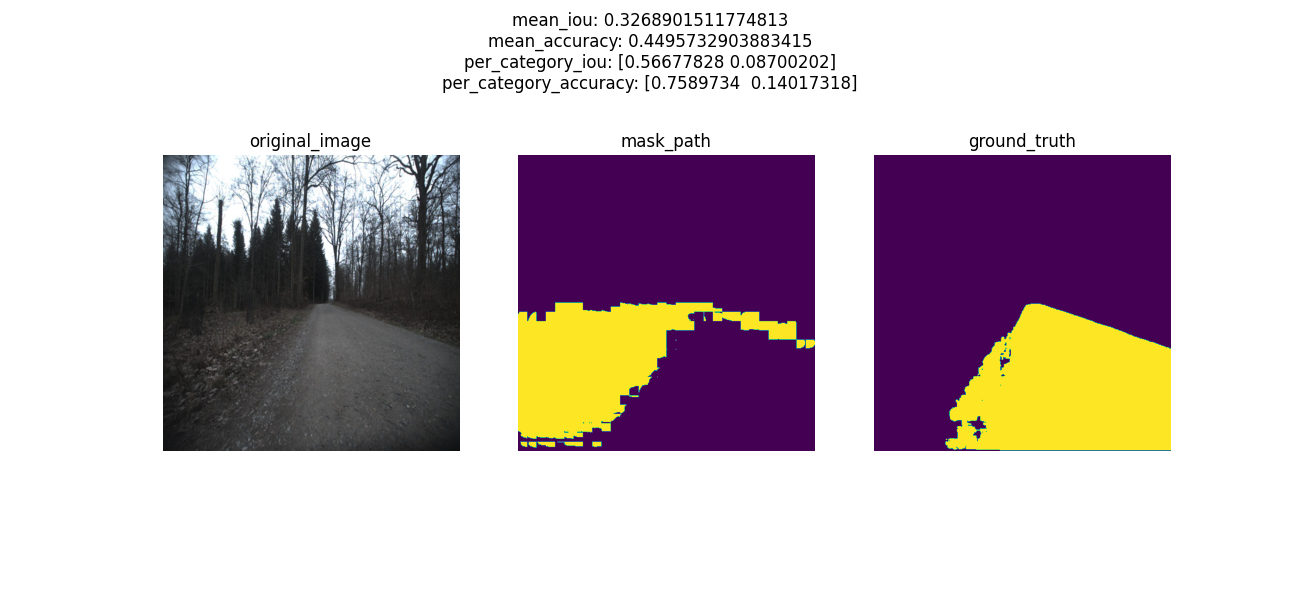 mean_iou: 0.3268901511774813
mean_accuracy: 0.4495732903883415
per_category_iou: [0.56677828 0.08700202]
per_category_accuracy: [0.7589734  0.14017318]
original_image
mask_path
ground_truth